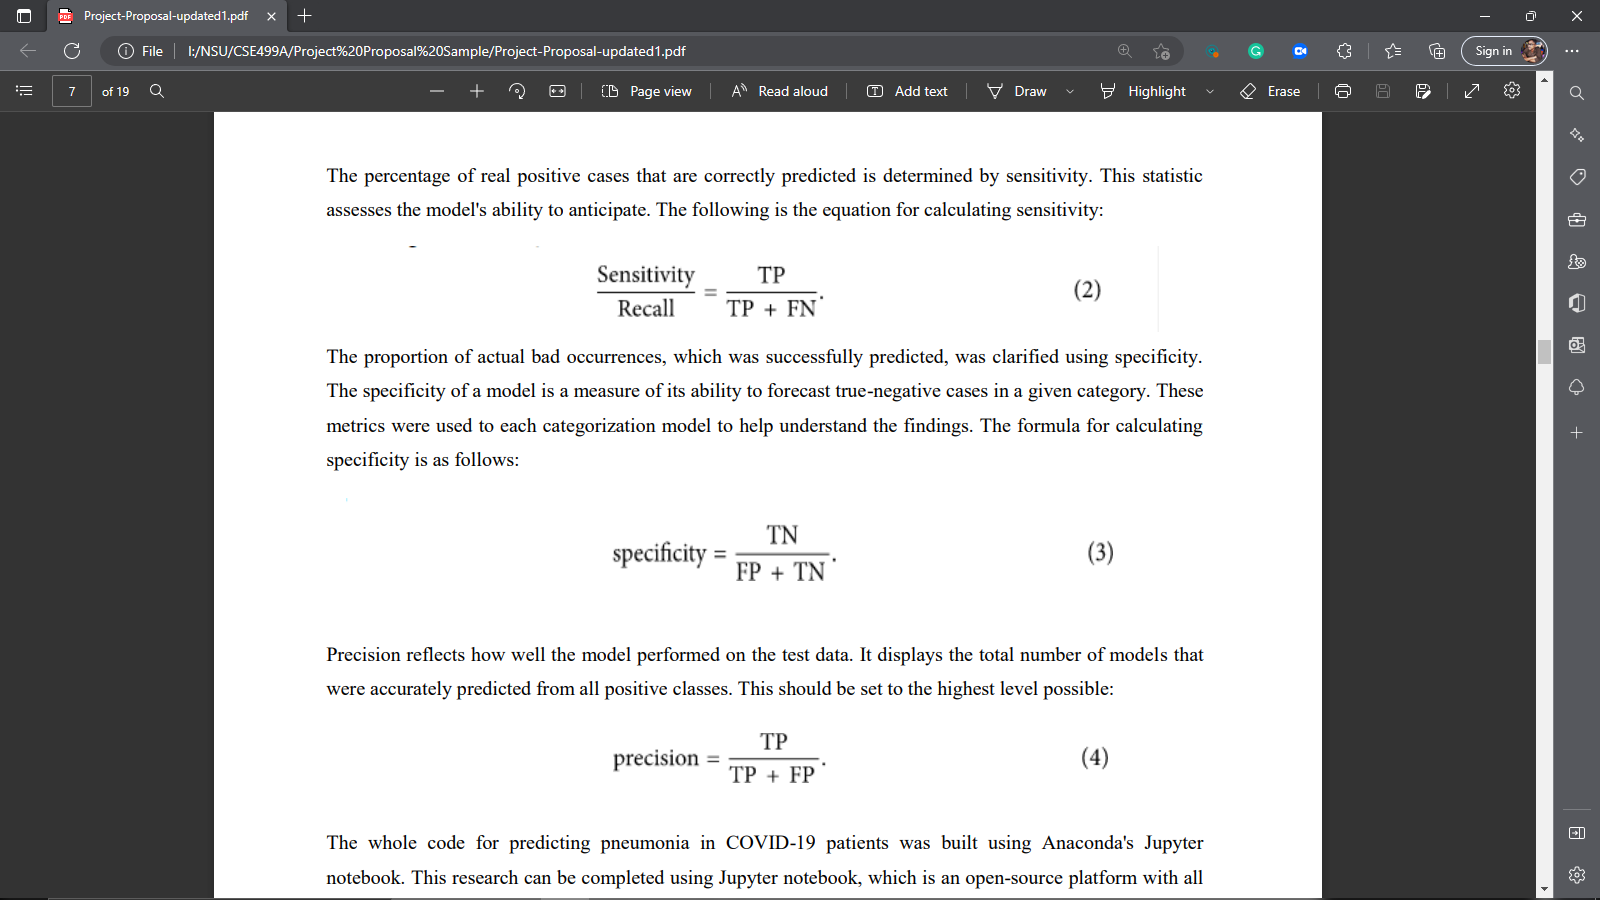 Project-Proposal-updated1.pdf
File I:/NSU/CSE499A/Project%20Proposal%20Sample/Project-Proposal-updated1.pdf Sign in
7 of 19 Page view Read aloud Add text Draw Highlight Erase
The percentage of real positive cases that are correctly predicted is determined by sensitivity. This statistic
assesses the model's ability to anticipate. The following is the equation for calculating sensitivity:
Sensitivity TP
= (2)
Recall TP + FN.
The proportion of actual bad occurrences, which was successfully predicted, was clarified using specificity.
The specificity of a model is a measure of its ability to forecast true-negative cases in a given category. These
metrics were used to each categorization model to help understand the findings. The formula for calculating
specificity is as follows:
TN
specificity = . (3)
FP + TN
Precision reflects how well the model performed on the test data. It displays the total number of models that
were accurately predicted from all positive classes. This should be set to the highest level possible:
TP
precision = . (4)
TP + FP
The whole code for predicting pneumonia in COVID-19 patients was built using Anaconda's Jupyter
notebook. This research can be completed using Jupyter notebook, which is an open-source platform with all